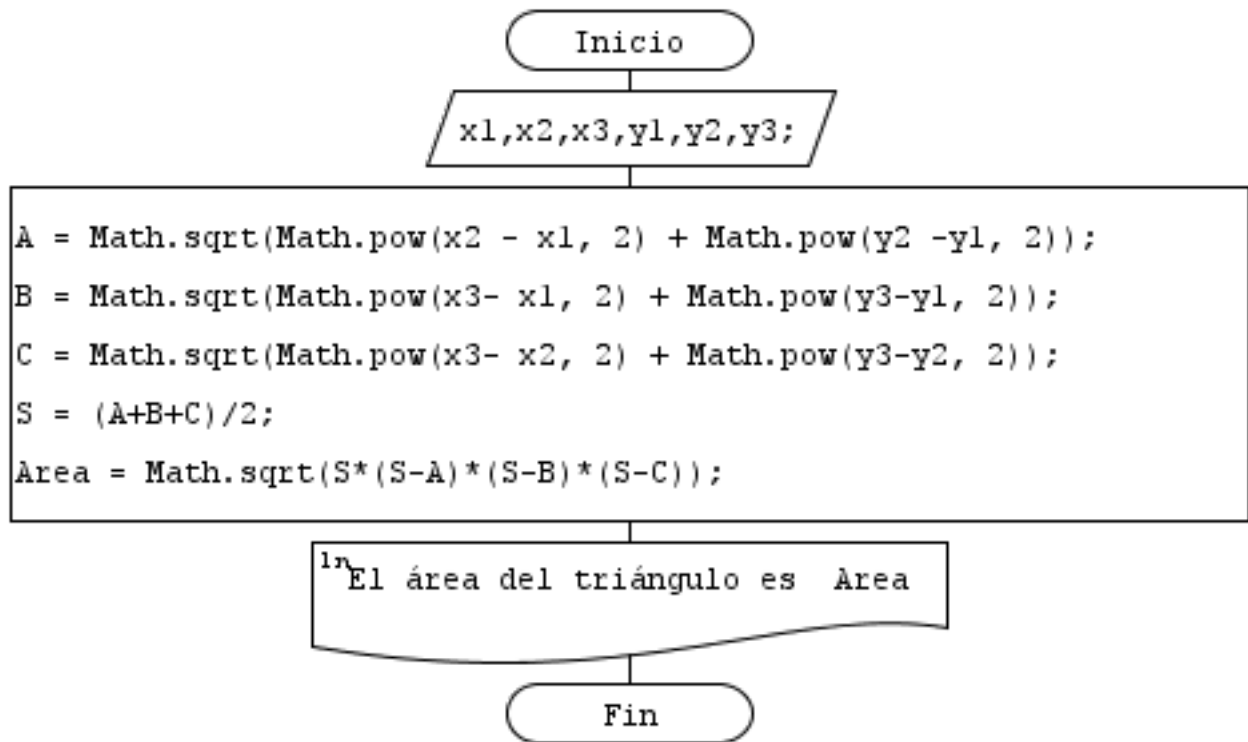 Inicio
x1,x2,x3,y1,y2,y3;
A = Math.sqrt(Math.pow(x2 - x1, 2) + Math.pow(y2 -y1, 2));
B = Math.sqrt(Math.pow(x3- x1, 2) + Math.pow(y3-y1, 2));
C = Math.sqrt(Math.pow(x3- x2, 2) + Math.pow(y3-y2, 2));
S = (A+B+C)/2;
Area = Math.sqrt(S*(S-A)*(S-B)*(S-C));
ln
El área del triángulo es  Area
Fin